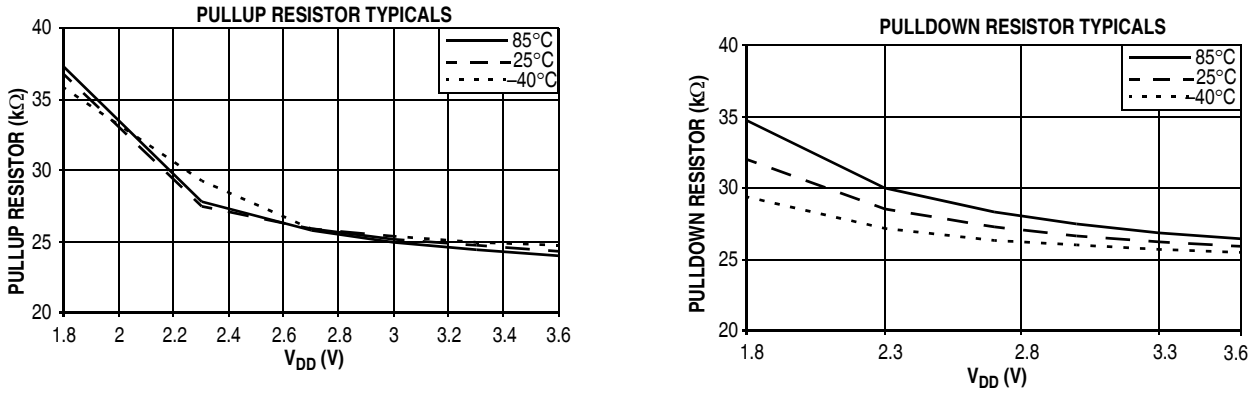 PULLUP RESISTOR TYPICALS
PULLUP RESISTOR (kΩ)
40
35
30
25
20
85°C
25°C
–40°C
1.8 2 2.2 2.4 2.6 2.8 3 3.2 3.4 3.6
VDD (V)
PULLDOWN RESISTOR TYPICALS
PULLDOWN RESISTOR (kΩ)
40
35
30
25
20
85°C
25°C
–40°C
1.8 2.3 2.8 3.3 3.6
VDD (V)